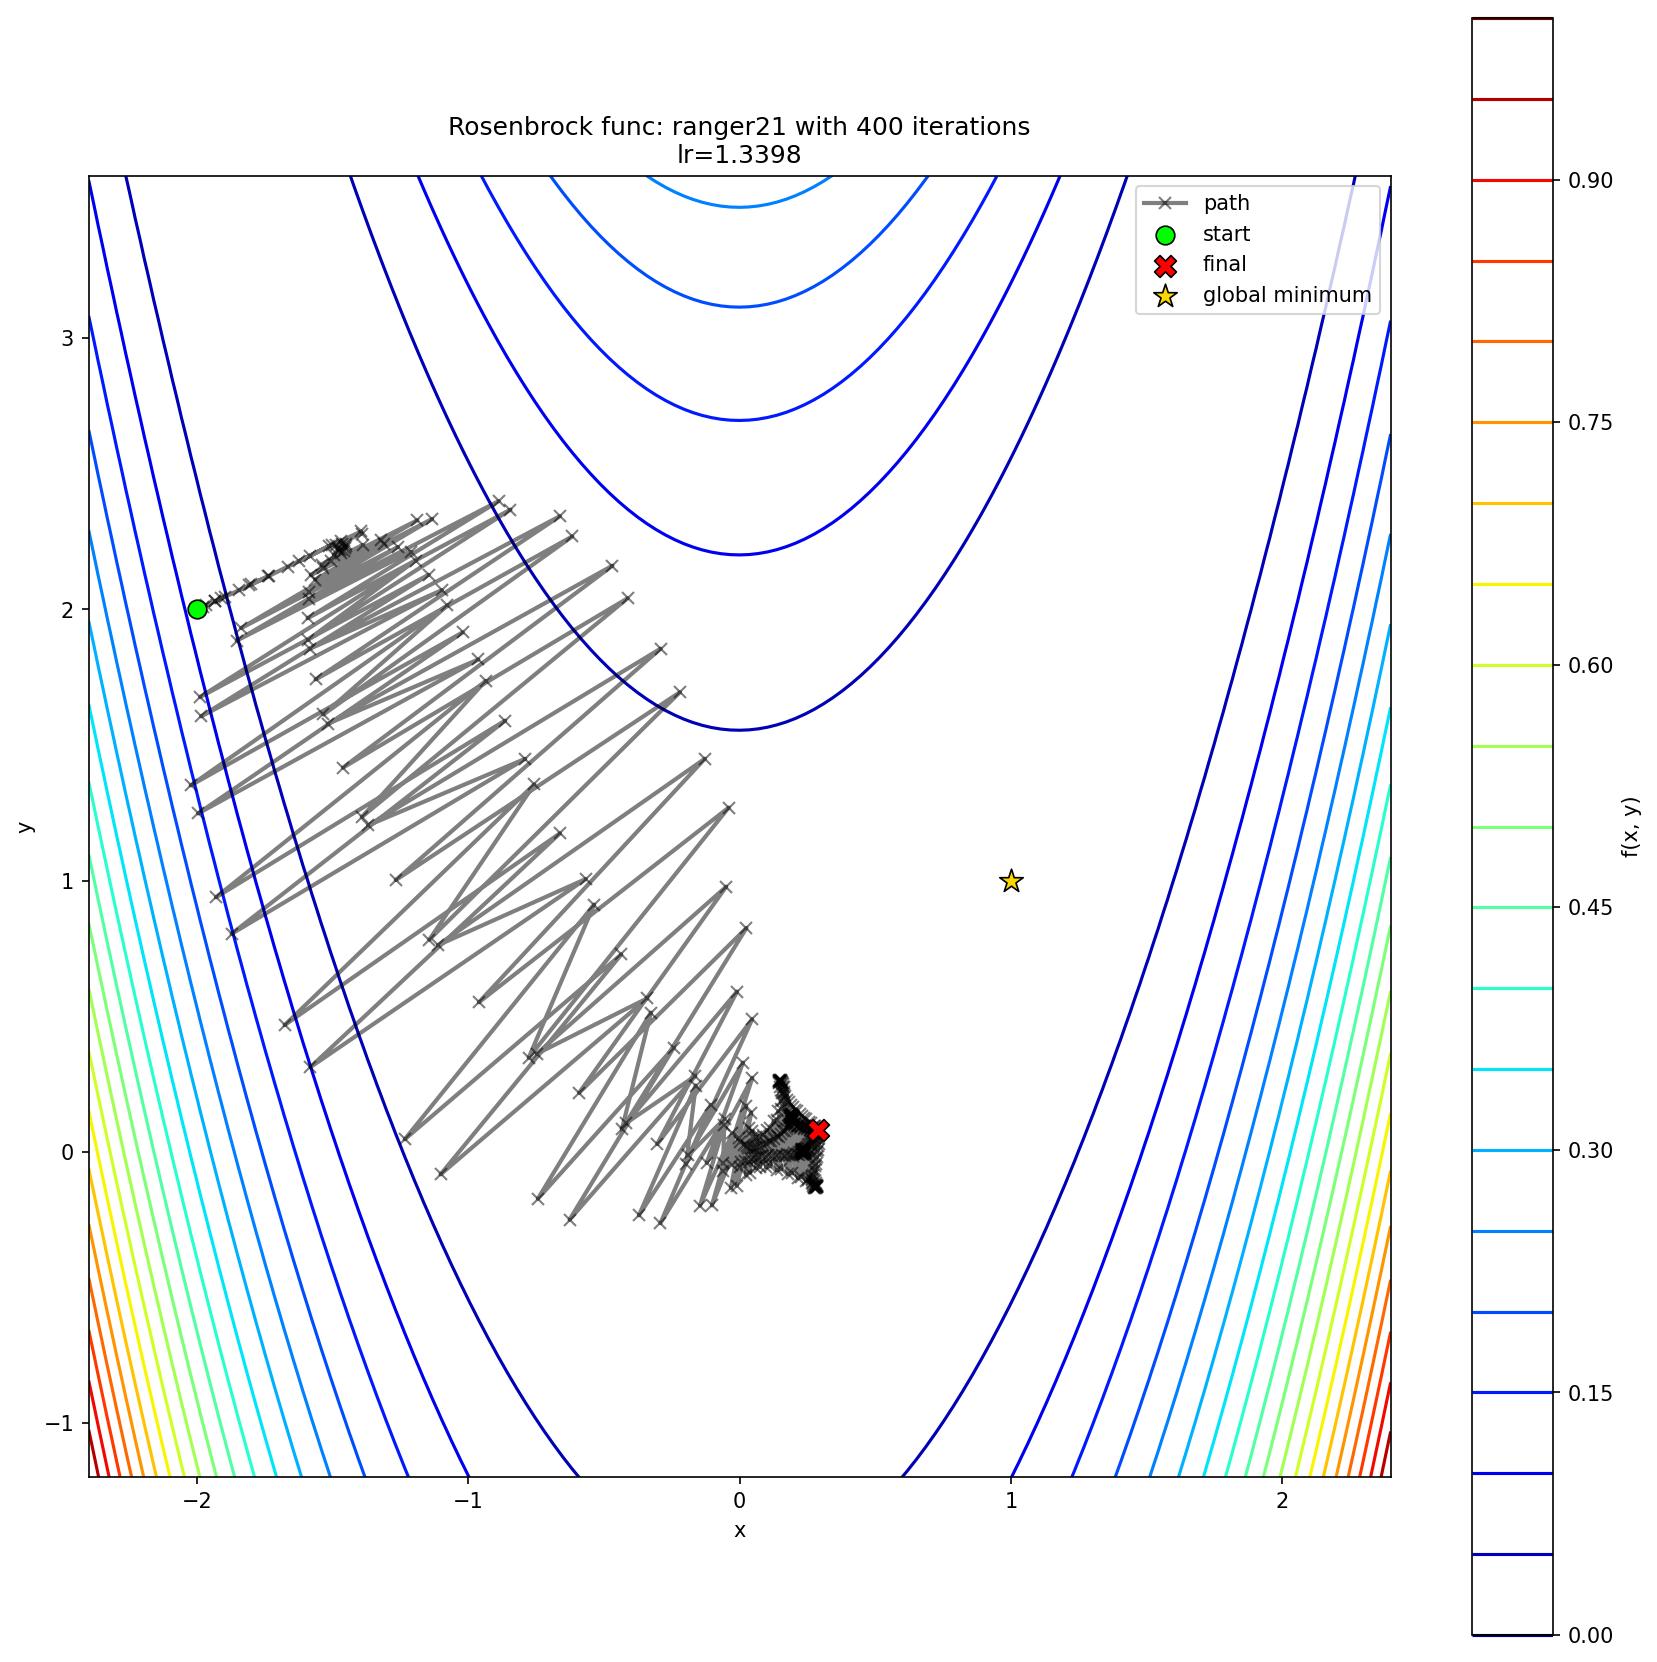 Rosenbrock func: ranger21 with 400 iterations
lr=1.3398
path
start
final
global minimum
3
2
1
0
−1
y
−2
−1
0
1
2
x
0.90
0.75
0.60
0.45
0.30
0.15
0.00
f(x, y)